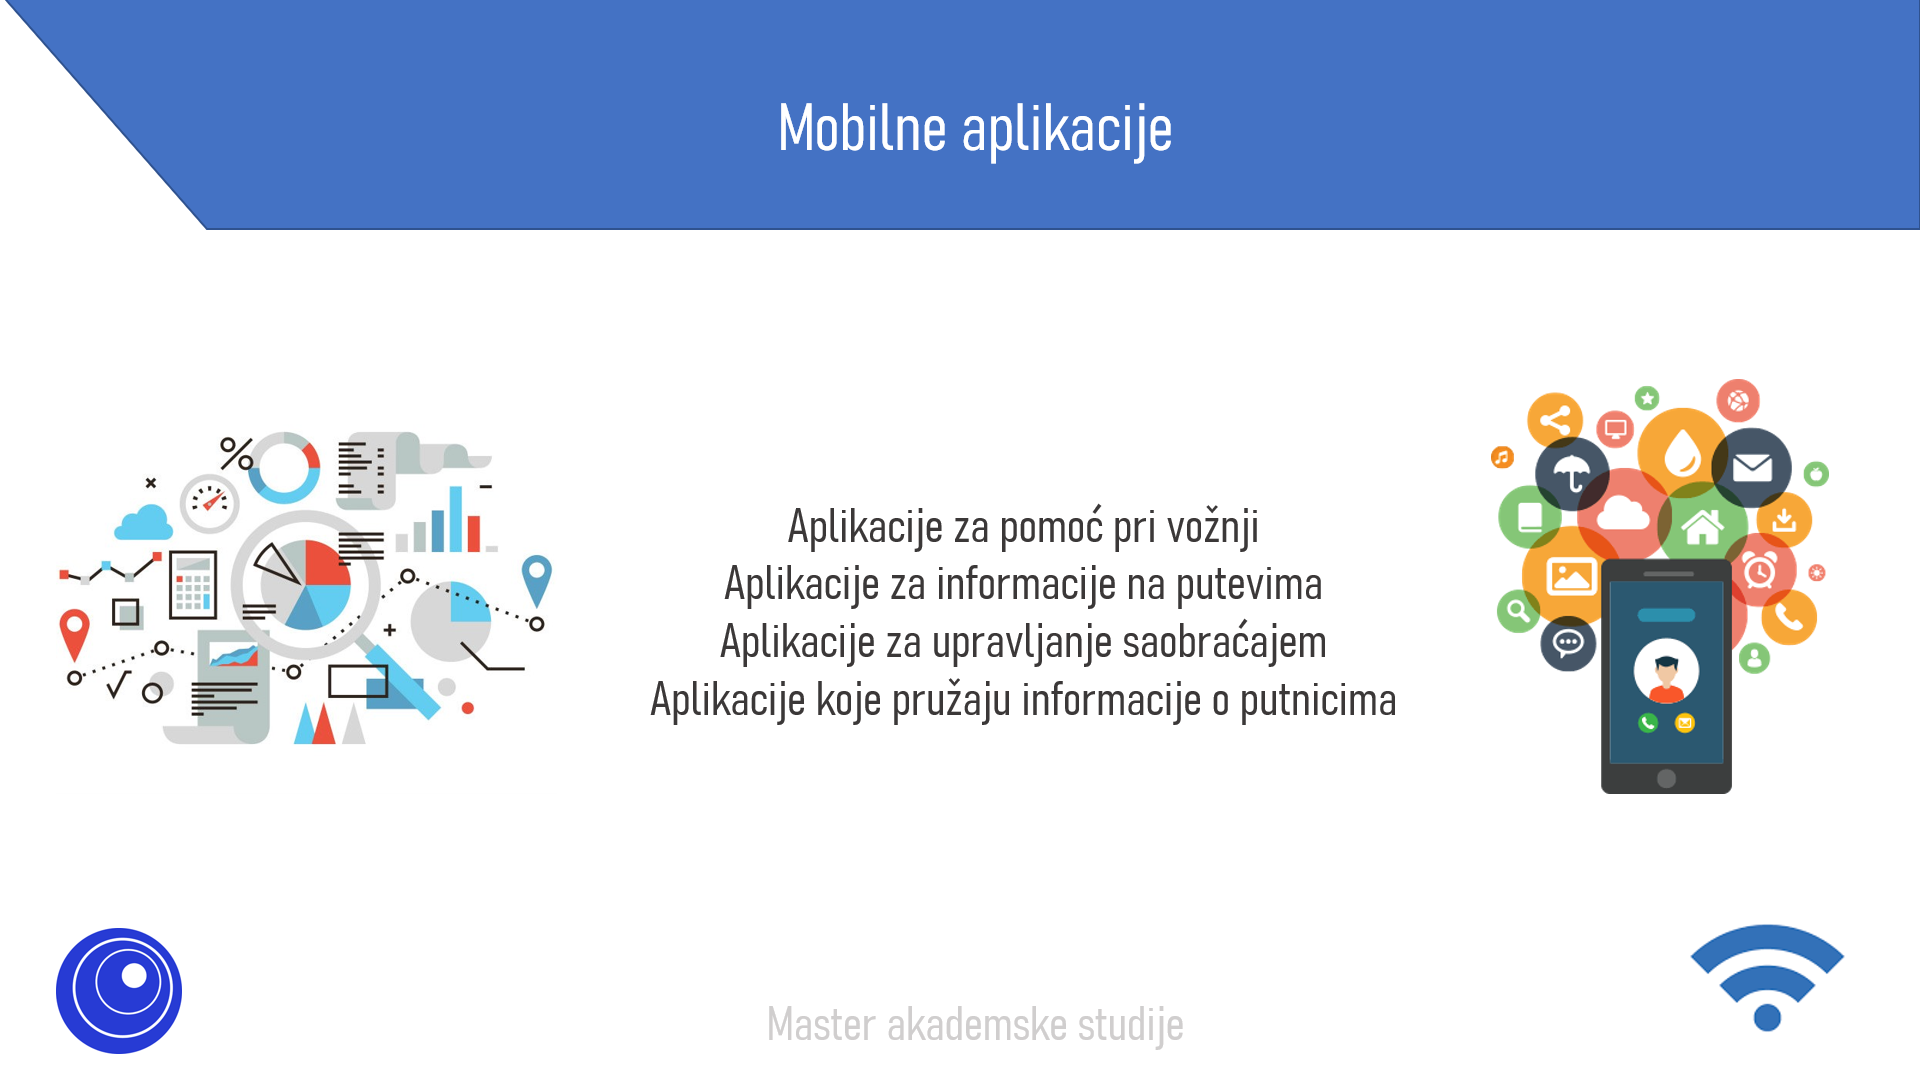 Mobilne aplikacije
Aplikacije za pomoć pri vožnji
Aplikacije za informacije na putevima
Aplikacije za upravljanje saobraćajem
Aplikacije koje pružaju informacije o putnicima
Master akademske studije